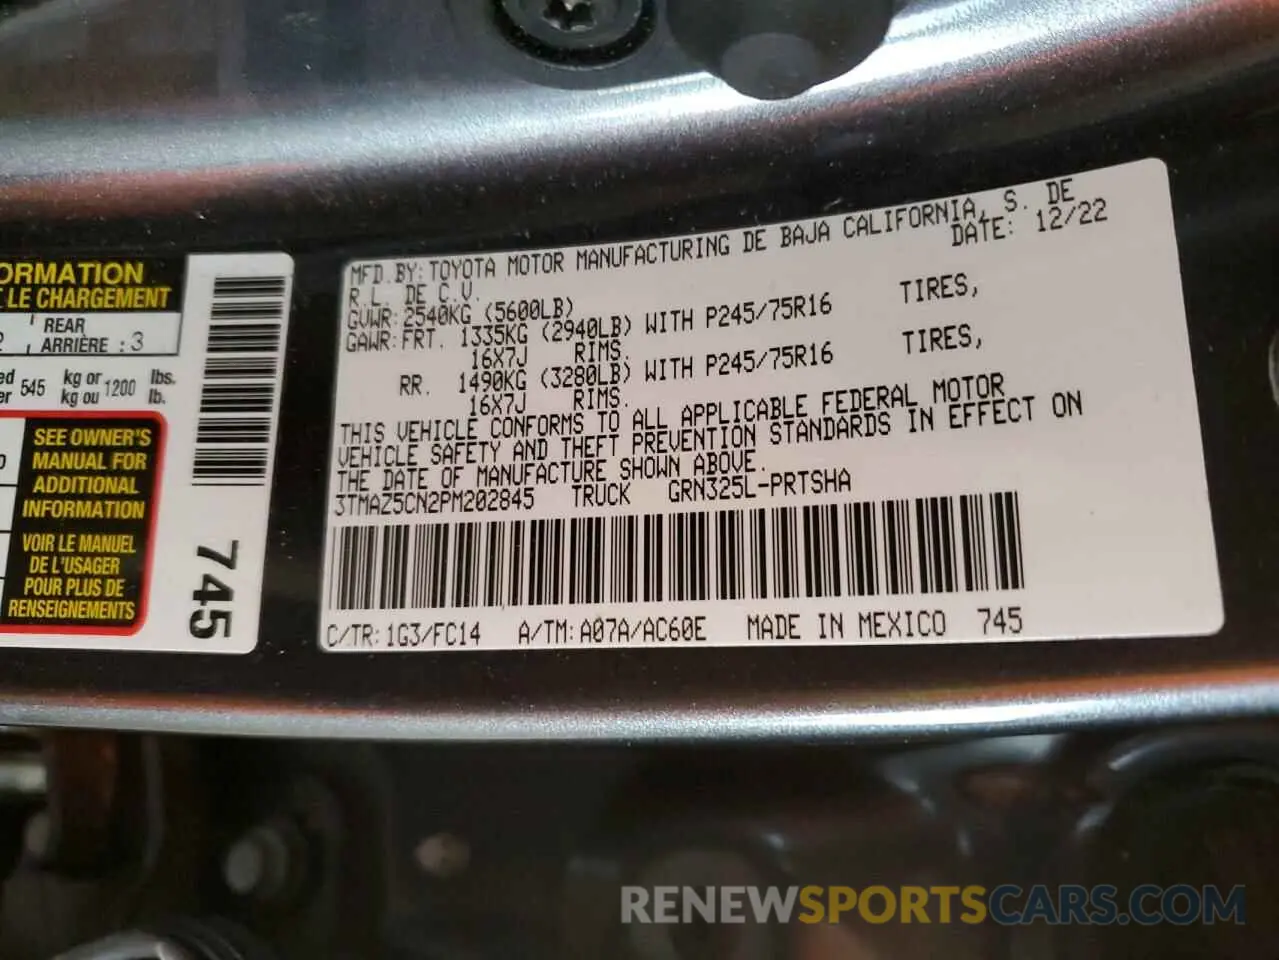 ORMATION
E LE CHARGEMENT
2 REAR
ARRIÈRE : 3
ed 545 kg or 1200 lbs.
er kg ou lb.
SEE OWNER'S
MANUAL FOR
ADDITIONAL
INFORMATION
VOIR LE MANUEL
DE L'USAGER
POUR PLUS DE
RENSEIGNEMENTS
745
MFD.BY:TOYOTA MOTOR MANUFACTURING DE BAJA CALIFORNIA, S. DE
R.L. DE C.V. DATE: 12/22
GVWR:2540KG (5600LB)
GAWR:FRT. 1335KG (2940LB) WITH P245/75R16 TIRES,
16X7J RIMS.
RR. 1490KG (3280LB) WITH P245/75R16 TIRES,
16X7J RIMS.
THIS VEHICLE CONFORMS TO ALL APPLICABLE FEDERAL MOTOR
VEHICLE SAFETY AND THEFT PREVENTION STANDARDS IN EFFECT ON
THE DATE OF MANUFACTURE SHOWN ABOVE.
3TMAZ5CN2PM202845 TRUCK GRN325L-PRTSHA
C/TR:1G3/FC14 A/TM:A07A/AC60E MADE IN MEXICO 745
RENEWSPORTSCARS.COM